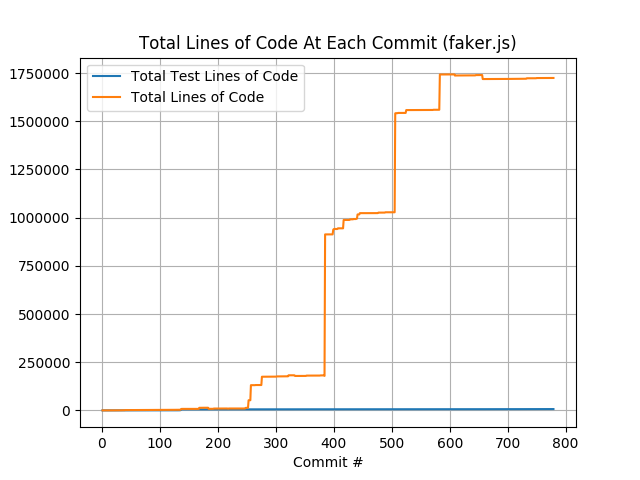 Total Lines of Code At Each Commit (faker.js)
Total Test Lines of Code
Total Lines of Code
1750000
1500000
1250000
1000000
750000
500000
250000
0
0 100 200 300 400 500 600 700 800
Commit #